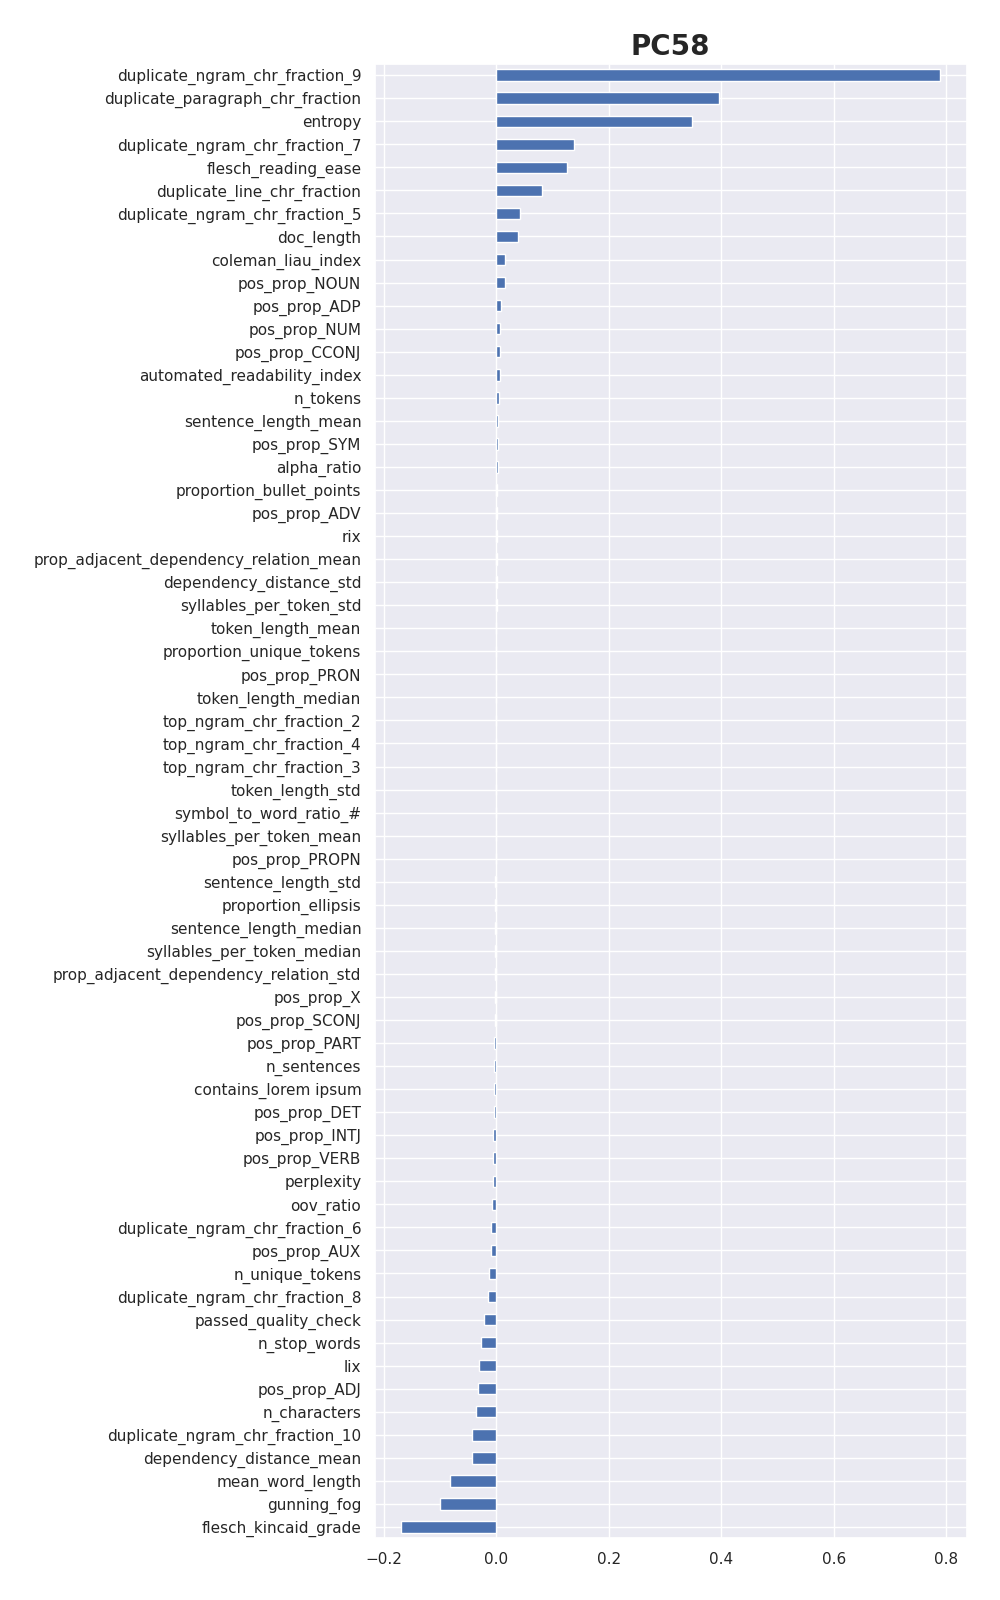 PC58
duplicate_ngram_chr_fraction_9
duplicate_paragraph_chr_fraction
entropy
duplicate_ngram_chr_fraction_7
flesch_reading_ease
duplicate_line_chr_fraction
duplicate_ngram_chr_fraction_5
doc_length
coleman_liau_index
pos_prop_NOUN
pos_prop_ADP
pos_prop_NUM
pos_prop_CCONJ
automated_readability_index
n_tokens
sentence_length_mean
pos_prop_SYM
alpha_ratio
proportion_bullet_points
pos_prop_ADV
rix
prop_adjacent_dependency_relation_mean
dependency_distance_std
syllables_per_token_std
token_length_mean
proportion_unique_tokens
pos_prop_PRON
token_length_median
top_ngram_chr_fraction_2
top_ngram_chr_fraction_4
top_ngram_chr_fraction_3
token_length_std
symbol_to_word_ratio_#
syllables_per_token_mean
pos_prop_PROPN
sentence_length_std
proportion_ellipsis
sentence_length_median
syllables_per_token_median
prop_adjacent_dependency_relation_std
pos_prop_X
pos_prop_SCONJ
pos_prop_PART
n_sentences
contains_lorem ipsum
pos_prop_DET
pos_prop_INTJ
pos_prop_VERB
perplexity
oov_ratio
duplicate_ngram_chr_fraction_6
pos_prop_AUX
n_unique_tokens
duplicate_ngram_chr_fraction_8
passed_quality_check
n_stop_words
lix
pos_prop_ADJ
n_characters
duplicate_ngram_chr_fraction_10
dependency_distance_mean
mean_word_length
gunning_fog
flesch_kincaid_grade
−0.2 0.0 0.2 0.4 0.6 0.8